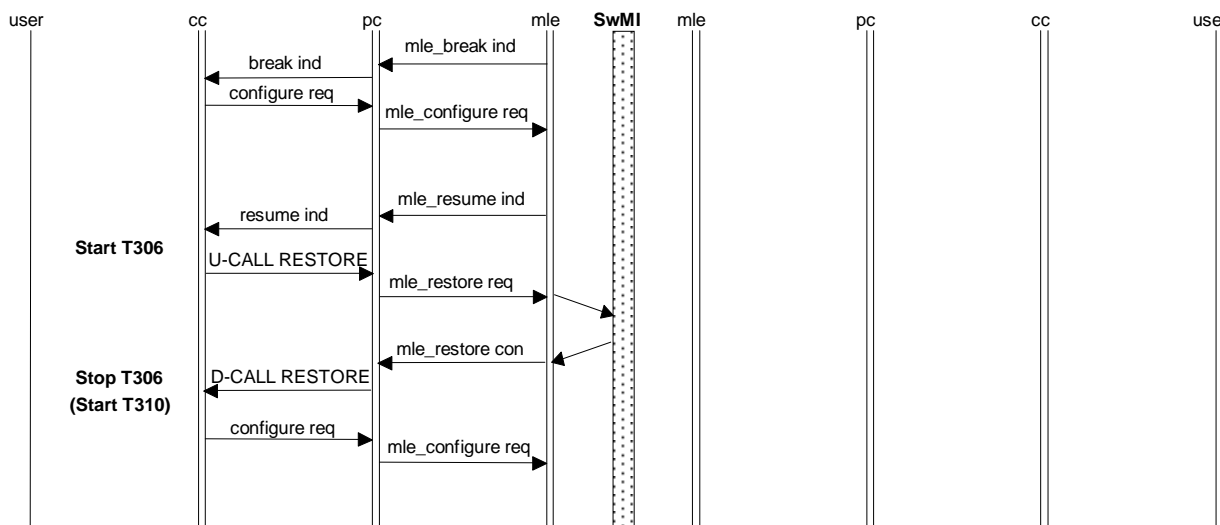 user cc pc mle SwMI mle pc cc use
mle_break ind
break ind
configure req
mle_configure req
mle_resume ind
resume ind
Start T306
U-CALL RESTORE
mle_restore req
mle_restore con
Stop T306 D-CALL RESTORE
(Start T310)
configure req
mle_configure req